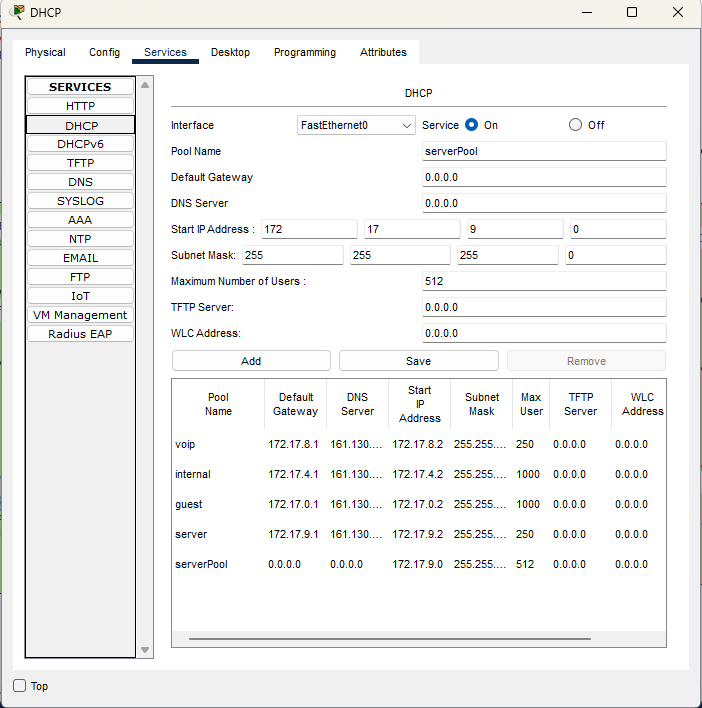 DHCP
Physical Config Services Desktop Programming Attributes
SERVICES
HTTP
DHCP
DHCPv6
TFTP
DNS
SYSLOG
AAA
NTP
EMAIL
FTP
IoT
VM Management
Radius EAP
DHCP
Interface FastEthernet0 Service On Off
Pool Name serverPool
Default Gateway 0.0.0.0
DNS Server 0.0.0.0
Start IP Address : 172 17 9 0
Subnet Mask: 255 255 255 0
Maximum Number of Users : 512
TFTP Server: 0.0.0.0
WLC Address: 0.0.0.0
Add Save Remove
Pool Name Default Gateway DNS Server Start IP Address Subnet Mask Max User TFTP Server WLC Address
voip 172.17.8.1 161.130.... 172.17.8.2 255.255.... 250 0.0.0.0 0.0.0.0
internal 172.17.4.1 161.130.... 172.17.4.2 255.255.... 1000 0.0.0.0 0.0.0.0
guest 172.17.0.1 161.130.... 172.17.0.2 255.255.... 1000 0.0.0.0 0.0.0.0
server 172.17.9.1 161.130.... 172.17.9.2 255.255.... 250 0.0.0.0 0.0.0.0
serverPool 0.0.0.0 0.0.0.0 172.17.9.0 255.255.... 512 0.0.0.0 0.0.0.0
Top